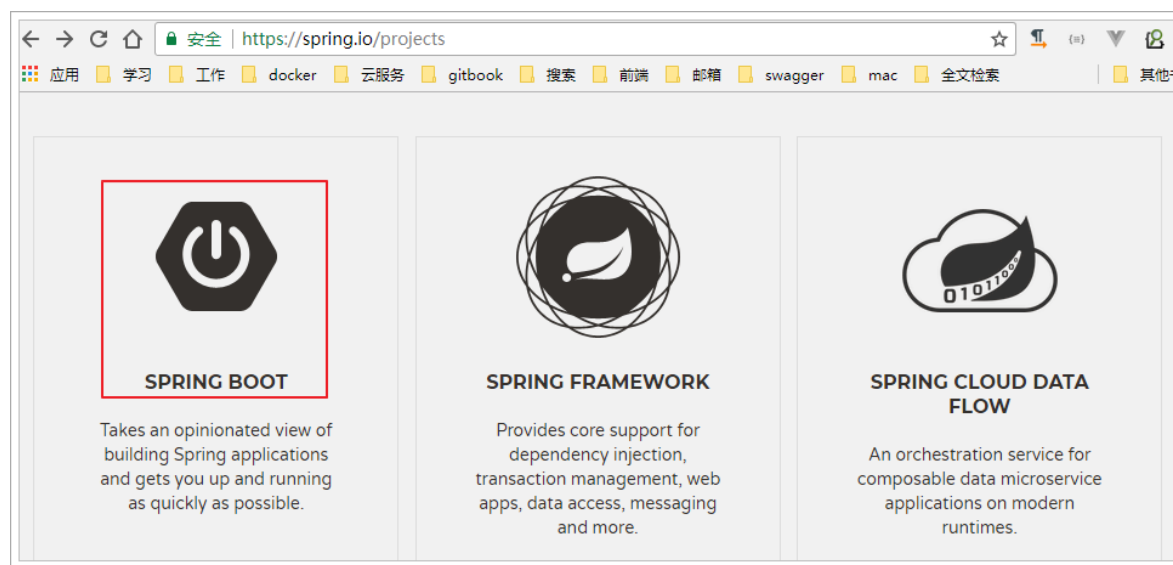 安全 | https://spring.io/projects
应用 学习 工作 docker 云服务 gitbook 搜索 前端 邮箱 swagger mac 全文检索
010110001
SPRING BOOT
Takes an opinionated view of
building Spring applications
and gets you up and running
as quickly as possible.
SPRING FRAMEWORK
Provides core support for
dependency injection,
transaction management, web
apps, data access, messaging
and more.
SPRING CLOUD DATA
FLOW
An orchestration service for
composable data microservice
applications on modern
runtimes.